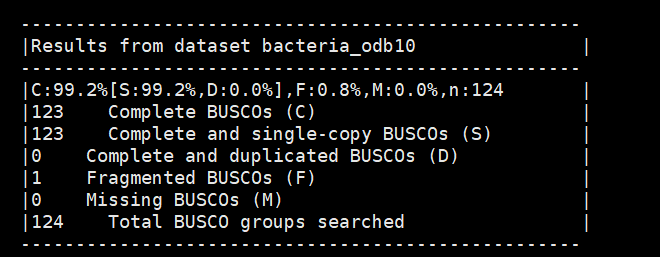 ---------------------------------------------------
|Results from dataset bacteria_odb10               |
---------------------------------------------------
|C:99.2%[S:99.2%,D:0.0%],F:0.8%,M:0.0%,n:124       |
|123    Complete BUSCOs (C)                        |
|123    Complete and single-copy BUSCOs (S)        |
|0    Complete and duplicated BUSCOs (D)           |
|1    Fragmented BUSCOs (F)                        |
|0    Missing BUSCOs (M)                           |
|124    Total BUSCO groups searched                |
---------------------------------------------------